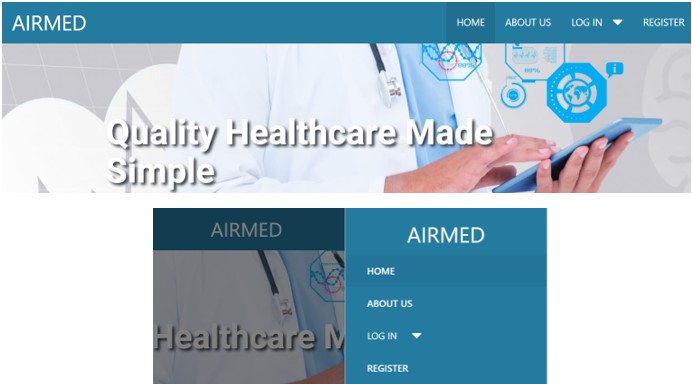 AIRMED
HOME ABOUT US LOG IN REGISTER
99%
Quality Healthcare Made
Simple
AIRMED
Healthcare M
AIRMED
HOME
ABOUT US
LOG IN
REGISTER